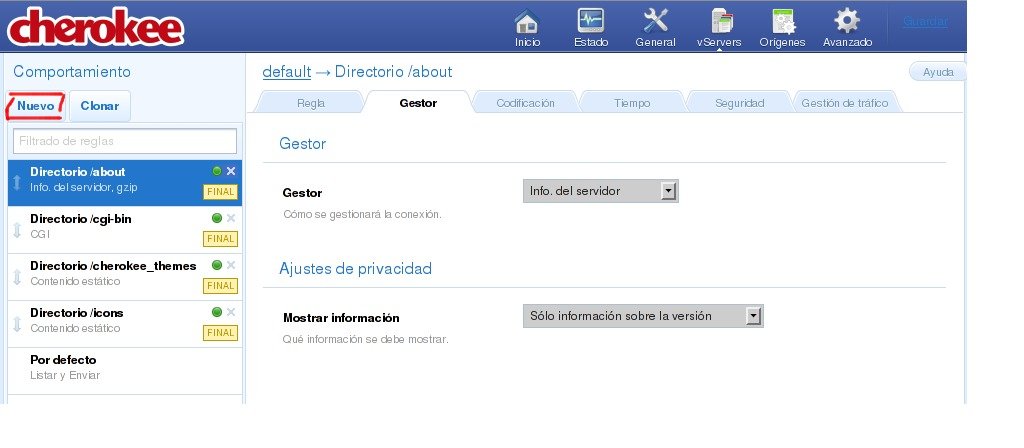 cherokee
Inicio
Estado
General
vServers
Orígenes
Avanzado
Guardar
Comportamiento
Nuevo
Clonar
Filtrado de reglas
Directorio /about
Info. del servidor, gzip
FINAL
Directorio /cgi-bin
CGI
FINAL
Directorio /cherokee_themes
Contenido estático
FINAL
Directorio /icons
Contenido estático
FINAL
Por defecto
Listar y Enviar
default → Directorio /about
Ayuda
Regla
Gestor
Codificación
Tiempo
Seguridad
Gestión de tráfico
Gestor
Gestor
Info. del servidor
Cómo se gestionará la conexión.
Ajustes de privacidad
Mostrar información
Sólo información sobre la versión
Qué información se debe mostrar.